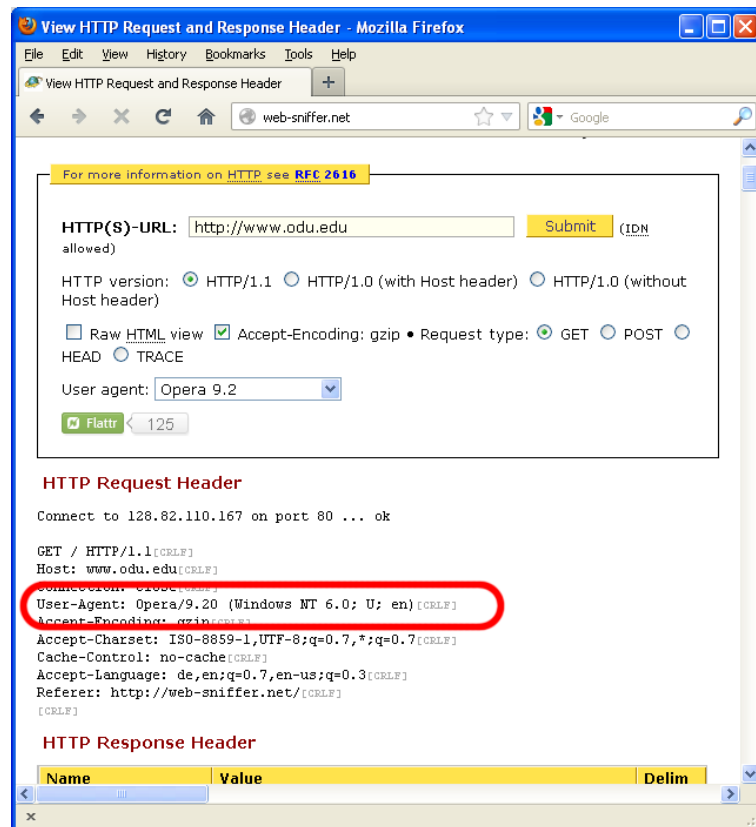 View HTTP Request and Response Header - Mozilla Firefox
File Edit View History Bookmarks Tools Help
View HTTP Request and Response Header +
web-sniffer.net Google
For more information on HTTP see RFC 2616
HTTP(S)-URL: http://www.odu.edu Submit (IDN
allowed)
HTTP version: HTTP/1.1 HTTP/1.0 (with Host header) HTTP/1.0 (without
Host header)
Raw HTML view Accept-Encoding: gzip • Request type: GET POST
HEAD TRACE
User agent: Opera 9.2
Flattr 125
HTTP Request Header
Connect to 128.82.110.167 on port 80 ... ok
GET / HTTP/1.1[CRLF]
Host: www.odu.edu[CRLF]
Connection: close[CRLF]
User-Agent: Opera/9.20 (Windows NT 6.0; U; en)[CRLF]
Accept-Encoding: gzip[CRLF]
Accept-Charset: ISO-8859-1,UTF-8;q=0.7,*;q=0.7[CRLF]
Cache-Control: no-cache[CRLF]
Accept-Language: de,en;q=0.7,en-us;q=0.3[CRLF]
Referer: http://web-sniffer.net/[CRLF]
[CRLF]
HTTP Response Header
Name Value Delim